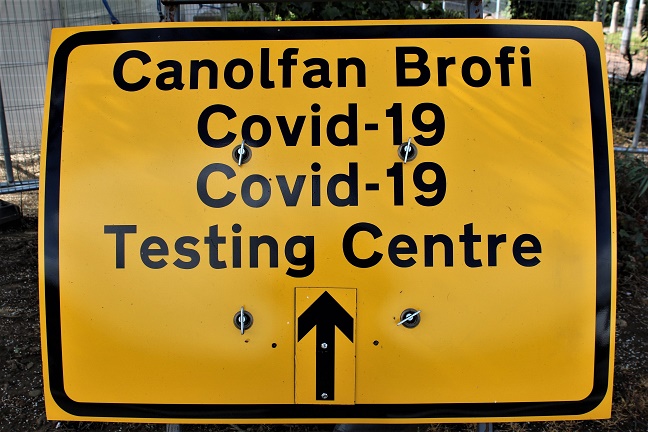 Canolfan Brofi
Covid-19
Covid-19
Testing Centre